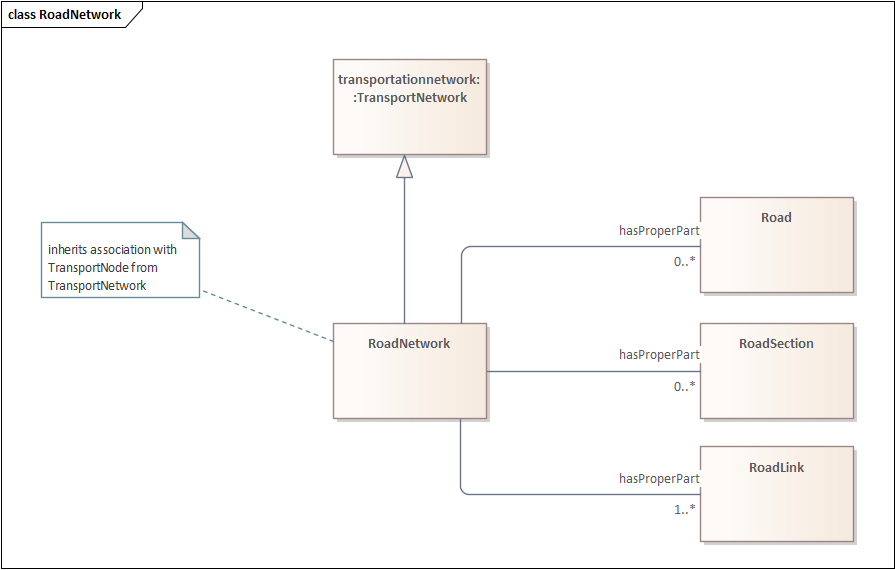 class RoadNetwork
transportationnetwork:
:TransportNetwork
inherits association with
TransportNode from
TransportNetwork
RoadNetwork
hasProperPart
0..*
Road
hasProperPart
0..*
RoadSection
hasProperPart
1..*
RoadLink